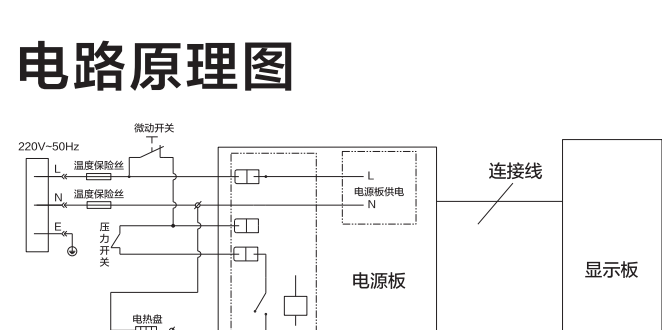 电路原理图
微动开关
220V~50Hz
L
温度保险丝
N
温度保险丝
E
压
力
开
关
电热盘
L
电源板供电
N
电源板
连接线
显示板